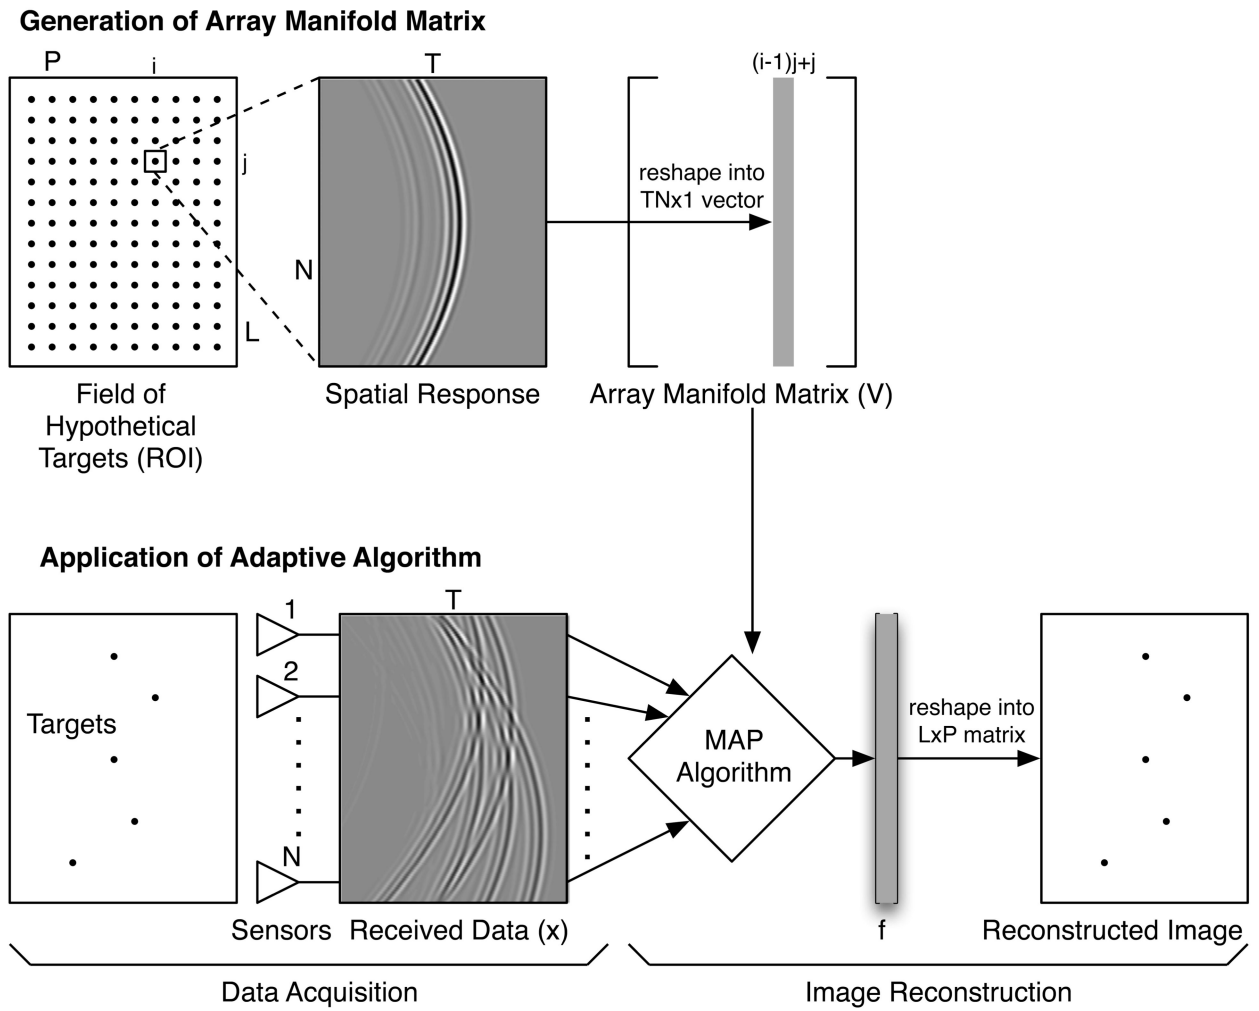 Generation of Array Manifold Matrix
P
i
T
(i-1)j+j
j
reshape into
TNx1 vector
N
L
Field of
Hypothetical
Targets (ROI)
Spatial Response
Array Manifold Matrix (V)
Application of Adaptive Algorithm
1
T
2
Targets
reshape into
LxP matrix
MAP
Algorithm
N
Sensors
Received Data (x)
f
Reconstructed Image
Data Acquisition
Image Reconstruction